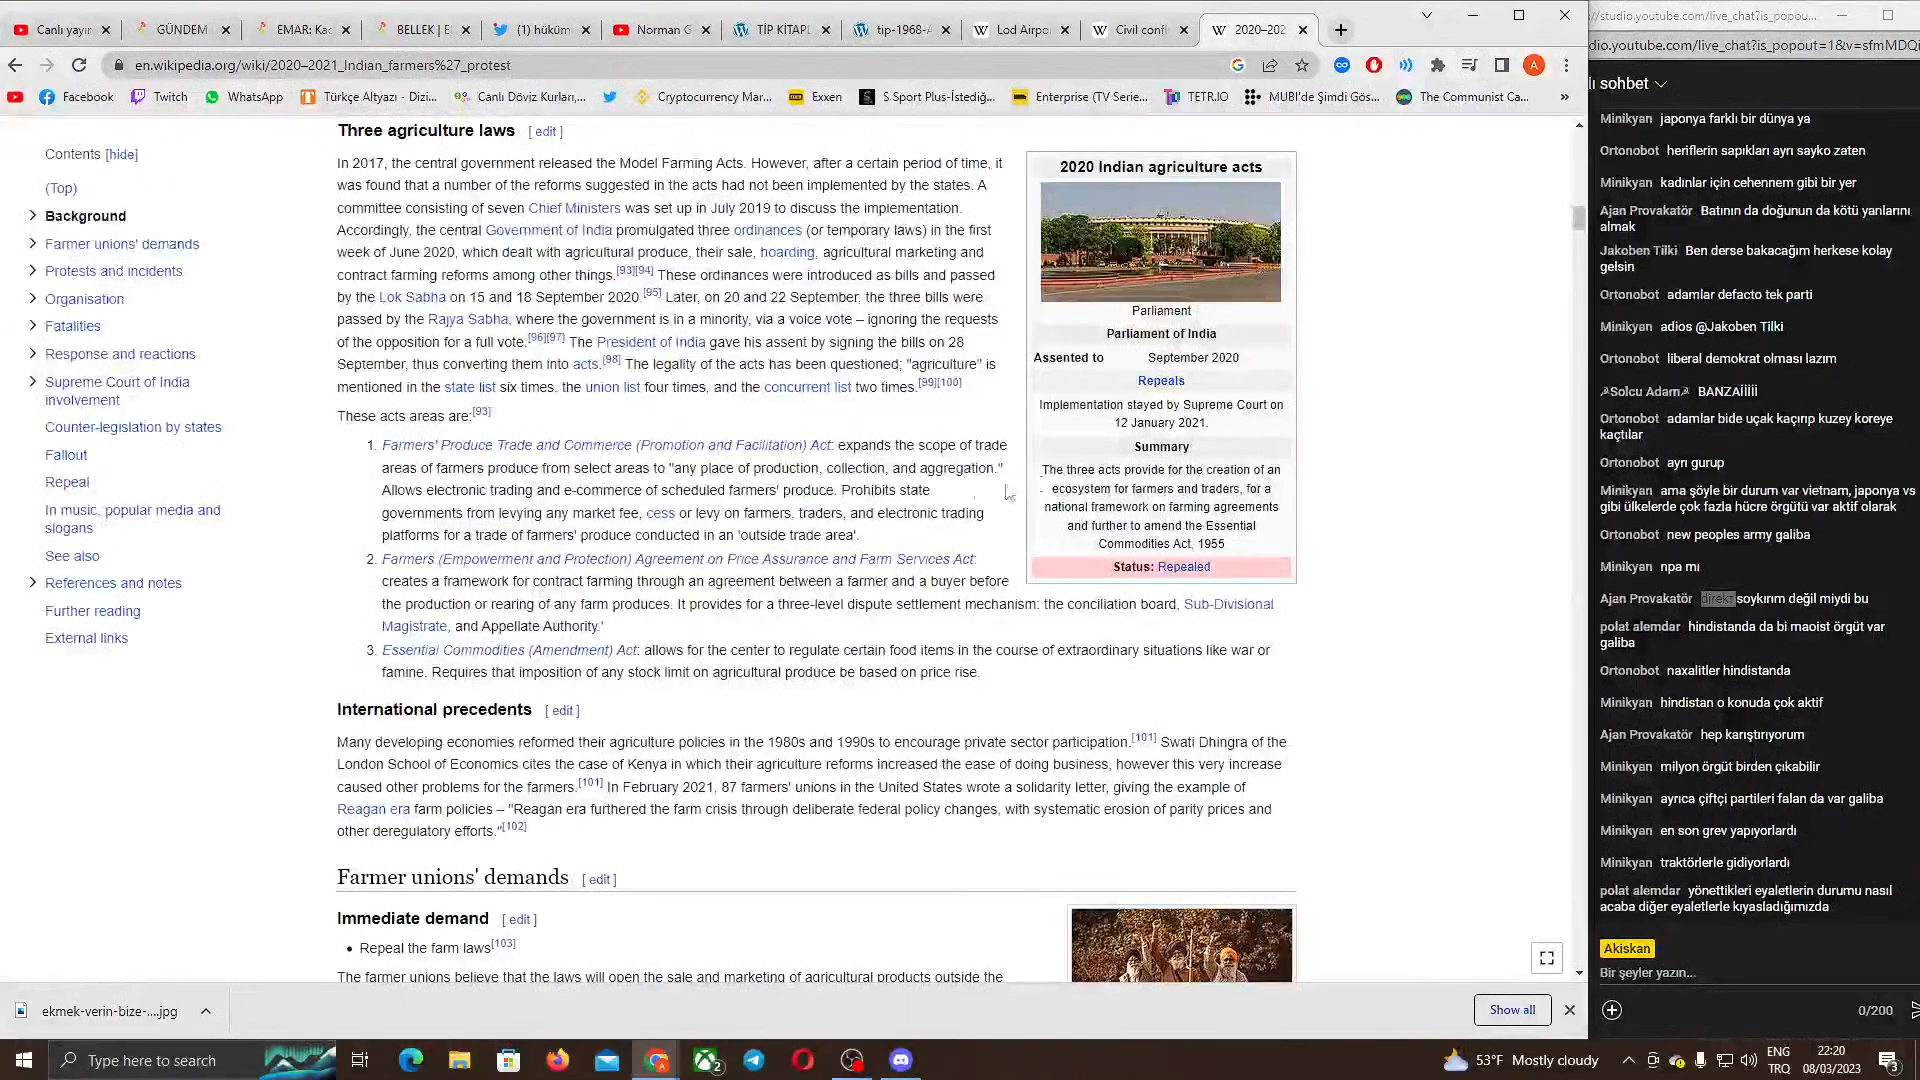 Canlı yayır
GÜNDEM
EMAR: Kac
BELLEK | E
(1) hüküm
Norman G
TİP KİTAPL
tip-1968-A
Lod Airpo
Civil confl
2020–202
en.wikipedia.org/wiki/2020–2021_Indian_farmers%27_protest
Facebook
Twitch
WhatsApp
Türkçe Altyazı - Dizi...
Canlı Döviz Kurları,...
Cryptocurrency Mar...
Exxen
S Sport Plus-İstediğ...
Enterprise (TV Serie...
TETR.IO
MUBI'de Şimdi Gös...
The Communist Ca...
»
Contents [hide]
(Top)
Background
Farmer unions' demands
Protests and incidents
Organisation
Fatalities
Response and reactions
Supreme Court of India
involvement
Counter-legislation by states
Fallout
Repeal
In music, popular media and
slogans
See also
References and notes
Further reading
External links
Three agriculture laws [ edit ]
In 2017, the central government released the Model Farming Acts. However, after a certain period of time, it
was found that a number of the reforms suggested in the acts had not been implemented by the states. A
committee consisting of seven Chief Ministers was set up in July 2019 to discuss the implementation.
Accordingly, the central Government of India promulgated three ordinances (or temporary laws) in the first
week of June 2020, which dealt with agricultural produce, their sale, hoarding, agricultural marketing and
contract farming reforms among other things.[93][94] These ordinances were introduced as bills and passed
by the Lok Sabha on 15 and 18 September 2020.[95] Later, on 20 and 22 September, the three bills were
passed by the Rajya Sabha, where the government is in a minority, via a voice vote – ignoring the requests
of the opposition for a full vote.[96][97] The President of India gave his assent by signing the bills on 28
September, thus converting them into acts.[98] The legality of the acts has been questioned; "agriculture" is
mentioned in the state list six times. the union list four times, and the concurrent list two times.[99][100]
These acts areas are:[93]
1. Farmers' Produce Trade and Commerce (Promotion and Facilitation) Act: expands the scope of trade
areas of farmers produce from select areas to "any place of production, collection, and aggregation."
Allows electronic trading and e-commerce of scheduled farmers' produce. Prohibits state
governments from levying any market fee, cess or levy on farmers. traders, and electronic trading
platforms for a trade of farmers' produce conducted in an 'outside trade area'.
2. Farmers (Empowerment and Protection) Agreement on Price Assurance and Farm Services Act:
creates a framework for contract farming through an agreement between a farmer and a buyer before
the production or rearing of any farm produces. It provides for a three-level dispute settlement mechanism: the conciliation board, Sub-Divisional
Magistrate, and Appellate Authority.'
3. Essential Commodities (Amendment) Act: allows for the center to regulate certain food items in the course of extraordinary situations like war or
famine. Requires that imposition of any stock limit on agricultural produce be based on price rise.
2020 Indian agriculture acts
Parliament
Parliament of India
Assented to September 2020
Repeals
Implementation stayed by Supreme Court on
12 January 2021.
Summary
The three acts provide for the creation of an
ecosystem for farmers and traders, for a
national framework on farming agreements
and further to amend the Essential
Commodities Act, 1955
Status: Repealed
International precedents [ edit ]
Many developing economies reformed their agriculture policies in the 1980s and 1990s to encourage private sector participation.[101] Swati Dhingra of the
London School of Economics cites the case of Kenya in which their agriculture reforms increased the ease of doing business, however this very increase
caused other problems for the farmers.[101] In February 2021, 87 farmers' unions in the United States wrote a solidarity letter, giving the example of
Reagan era farm policies – "Reagan era furthered the farm crisis through deliberate federal policy changes, with systematic erosion of parity prices and
other deregulatory efforts."[102]
Farmer unions' demands [ edit ]
Immediate demand [ edit ]
• Repeal the farm laws[103]
The farmer unions believe that the laws will open the sale and marketing of agricultural products outside the
/studio.youtube.com/live_chat?is_popou...
dio.youtube.com/live_chat?is_popout=1&v=sfmMDQi
lı sohbet
Minikyan japonya farklı bir dünya ya
Ortonobot heriflerin sapıkları ayrı sayko zaten
Minikyan kadınlar için cehennem gibi bir yer
Ajan Provakatör Batının da doğunun da kötü yanlarını
almak
Jakoben Tilki Ben derse bakacağım herkese kolay
gelsin
Ortonobot adamlar defacto tek parti
Minikyan adios @Jakoben Tilki
Ortonobot liberal demokrat olması lazım
☭Solcu Adam☭ BANZAİİİİİ
Ortonobot adamlar bide uçak kaçırıp kuzey koreye
kaçtılar
Ortonobot ayrı gurup
Minikyan ama şöyle bir durum var vietnam, japonya vs
gibi ülkelerde çok fazla hücre örgütü var aktif olarak
Ortonobot new peoples army galiba
Minikyan npa mı
Ajan Provakatör direkt soykırım değil miydi bu
polat alemdar hindistanda da bi maoist örgüt var
galiba
Ortonobot naxalitler hindistanda
Minikyan hindistan o konuda çok aktif
Ajan Provakatör hep karıştırıyorum
Minikyan milyon örgüt birden çıkabilir
Minikyan ayrıca çiftçi partileri falan da var galiba
Minikyan en son grev yapıyorlardı
Minikyan traktörlerle gidiyorlardı
polat alemdar yönettikleri eyaletlerin durumu nasıl
acaba diğer eyaletlerle kıyasladığımızda
Akiskan
Bir şeyler yazın...
0/200
ekmek-verin-bize-....jpg
Show all
Type here to search
2
53°F Mostly cloudy
ENG
TRQ
22:20
08/03/2023
3